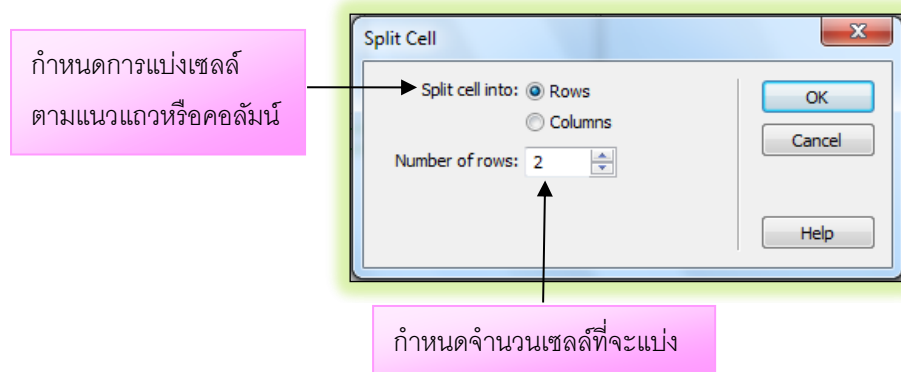 Split Cell
กำหนดการแบ่งเซลล์
ตามแนวแถวหรือคอลัมน์
Split cell into: Rows
Columns
Number of rows: 2
OK
Cancel
Help
กำหนดจำนวนเซลล์ที่จะแบ่ง